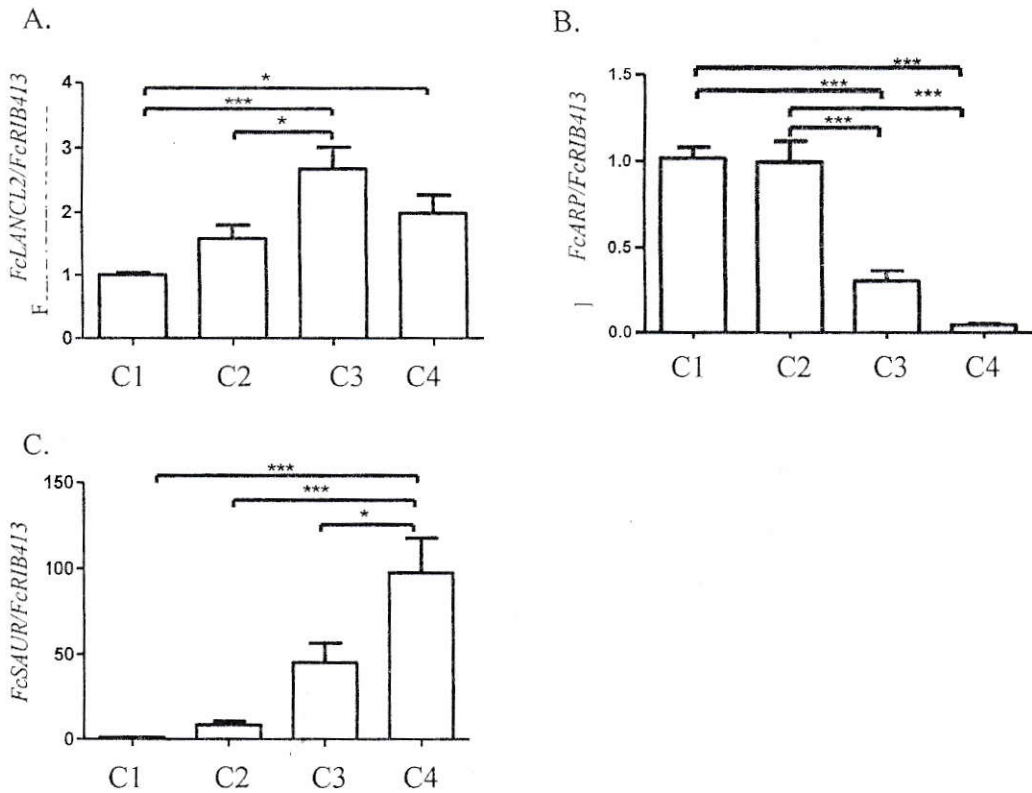 A.
FcLANCL2/FcRIB413
4
3
2
1
0
*
***
*
C1 C2 C3 C4
B.
FcARP/FcRIB413
1.5
1.0
0.5
0.0
***
***
***
***
C1 C2 C3 C4
C.
FcSAUR/FcRIB413
150
100
50
0
***
***
*
C1 C2 C3 C4